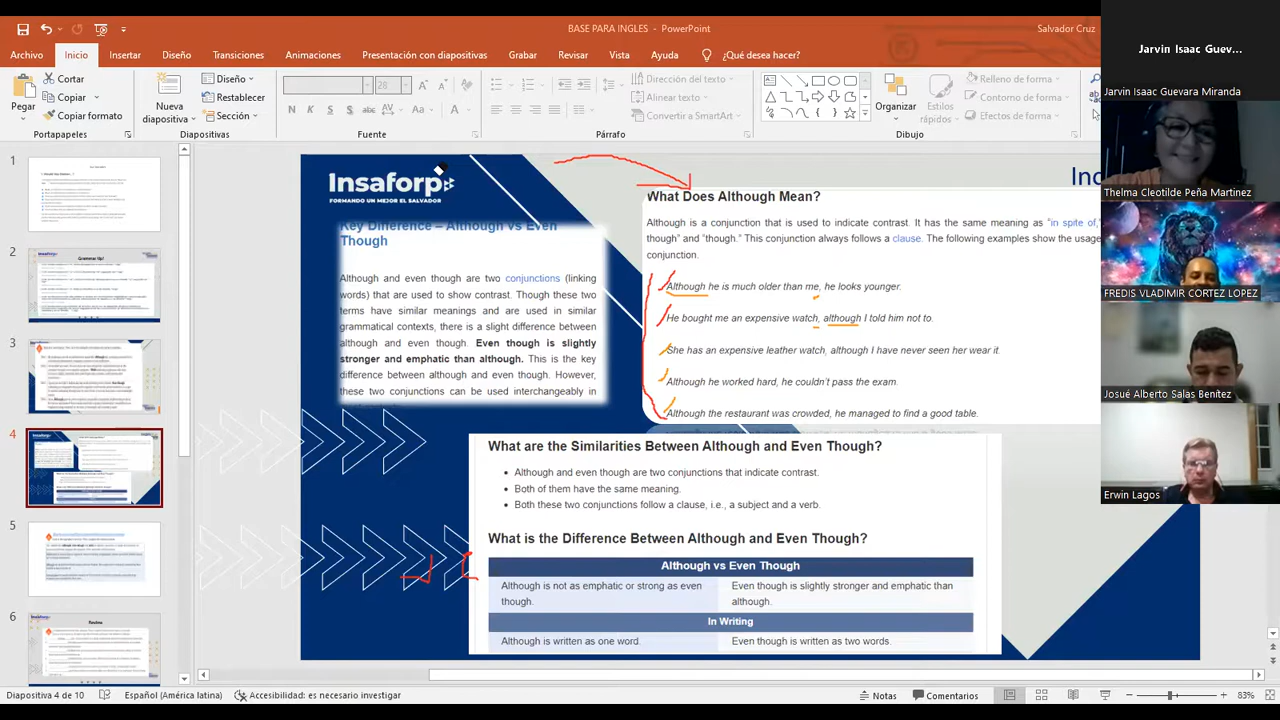 BASE PARA INGLES - PowerPoint
Salvador Cruz
Archivo Inicio Insertar Diseño Transiciones Animaciones Presentación con diapositivas Grabar Revisar Vista Ayuda ¿Qué desea hacer?
Pegar
Cortar
Copiar
Copiar formato
Portapapeles
Nueva diapositiva
Diseño
Restablecer
Sección
Diapositivas
28
N K S S abc AV Aa A
Fuente
Dirección del texto
Alinear texto
Convertir a SmartArt
Párrafo
Organizar
Estilos rápidos
Relleno de forma
Contorno de forma
Efectos de forma
Dibujo
Jarvin Isaac Guev...
Jarvin Isaac Guevara Miranda
Thelma Cleotilde Peña Martinez
FREDIS VLADIMIR CORTEZ LOPEZ
Josué Alberto Salas Benítez
Erwin Lagos
1
2
Grammar Tip!
3
4
5
6
Review
Insaforp
FORMANDO UN MEJOR EL SALVADOR
Key Difference – Although vs Even
Though
Although and even though are two conjunctions (linking
words) that are used to show contrast. Though these two
terms have similar meanings and are used in similar
grammatical contexts, there is a slight difference between
although and even though. Even though is slightly
stronger and emphatic than although. This is the key
difference between although and even though. However,
these two conjunctions can be used interchangeably in
What Does Although Mean?
Although is a conjunction that is used to indicate contrast. It has the same meaning as “in spite of,”
though” and “though.” This conjunction always follows a clause. The following examples show the usage
conjunction.
Although he is much older than me, he looks younger.
He bought me an expensive watch, although I told him not to.
She has an expensive watch, although I have never seen her wear it.
Although he worked hard, he couldn’t pass the exam.
Although the restaurant was crowded, he managed to find a good table.
What are the Similarities Between Although and Even Though?
• Although and even though are two conjunctions that indicate contrast.
• Both of them have the same meaning.
• Both these two conjunctions follow a clause, i.e., a subject and a verb.
What is the Difference Between Although and Even Though?
Although vs Even Though
Although is not as emphatic or strong as even though.
Even though is slightly stronger and emphatic than although.
In Writing
Although is written as one word.
Even though is written as two words.
Diapositiva 4 de 10 Español (América latina) Accesibilidad: es necesario investigar Notas Comentarios 83%